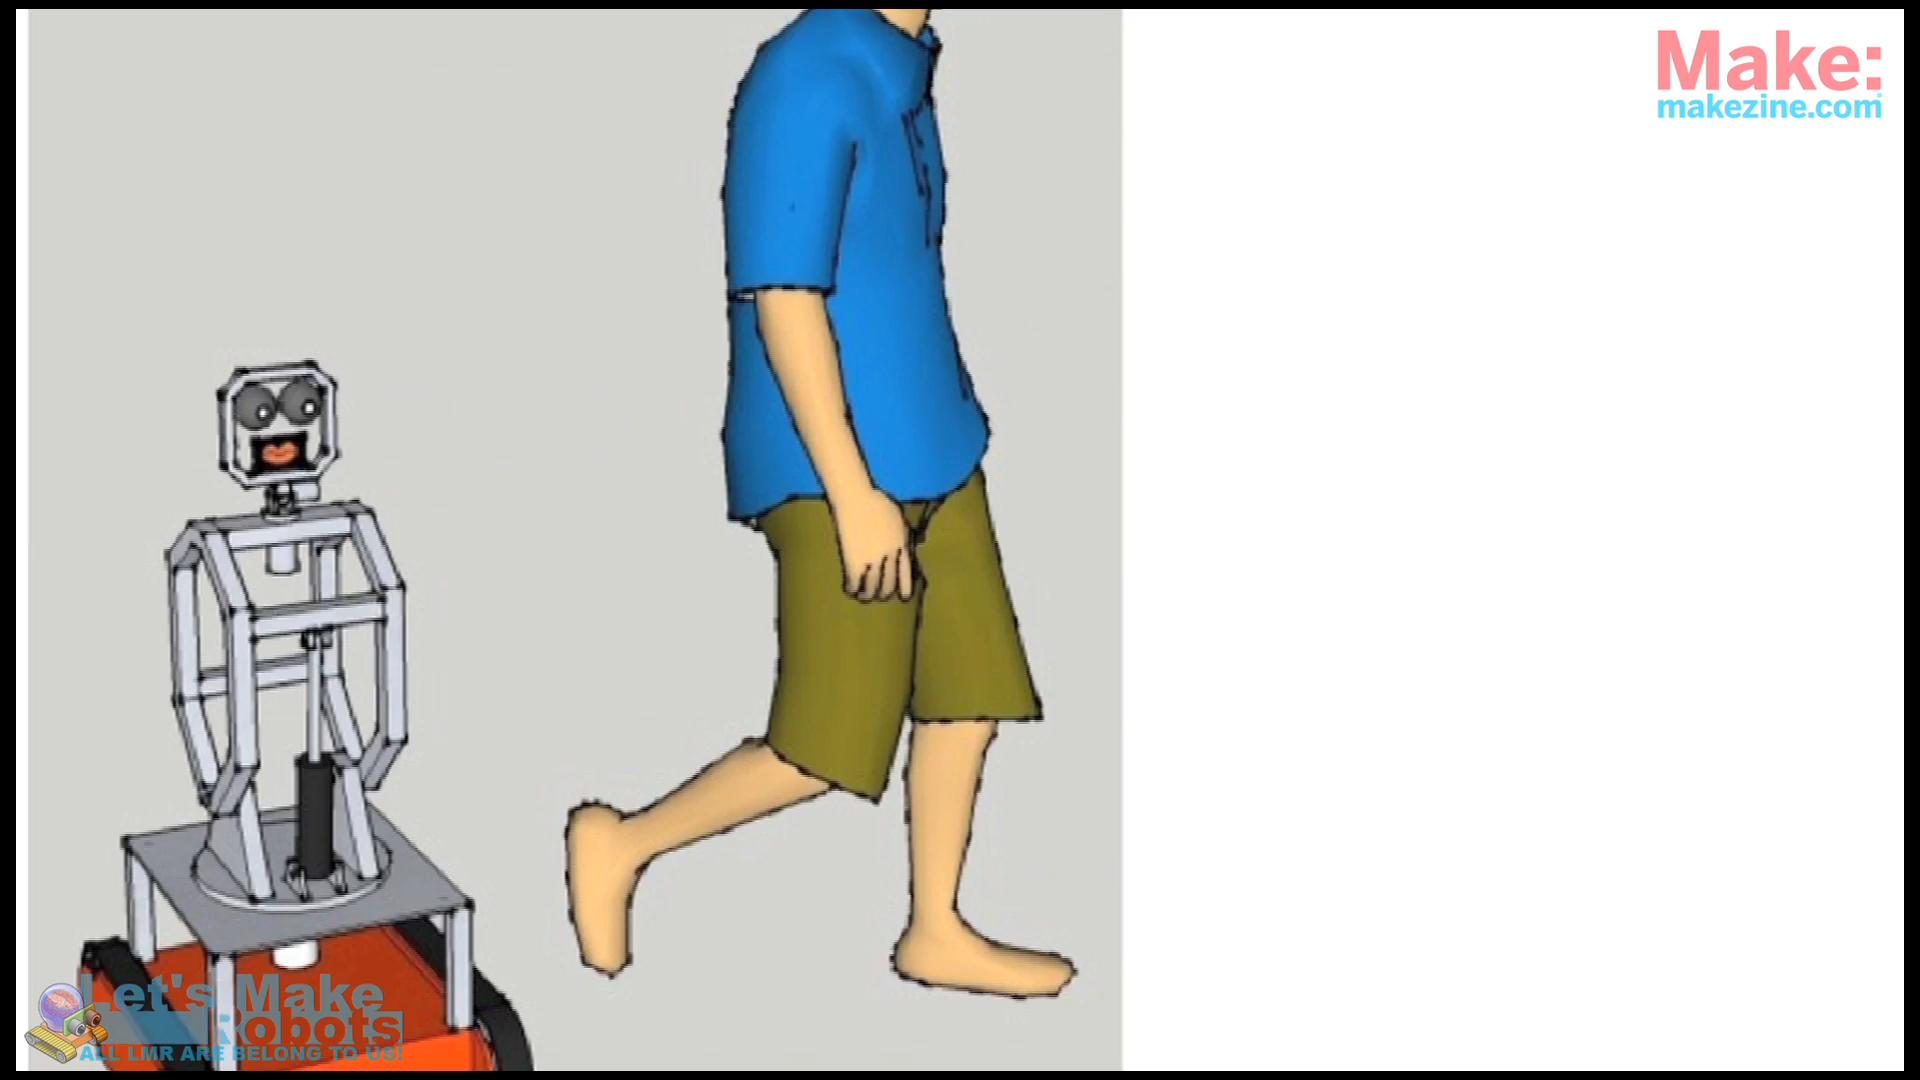 Make:
makezine.com
Let's Make
Robots
ALL LMR ARE BELONG TO US!